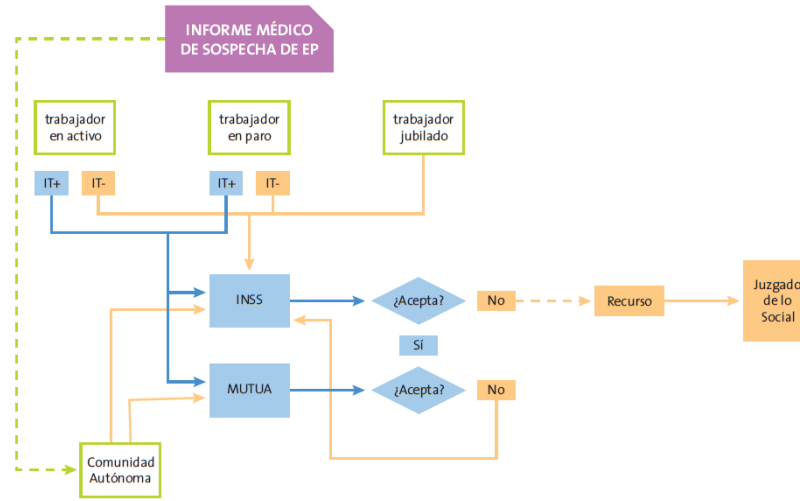 INFORME MÉDICO
DE SOSPECHA DE EP
trabajador
en activo
trabajador
en paro
trabajador
jubilado
IT+
IT-
IT+
IT-
INSS
¿Acepta?
No
Recurso
Juzgado
de lo
Social
Sí
MUTUA
¿Acepta?
No
Comunidad
Autónoma